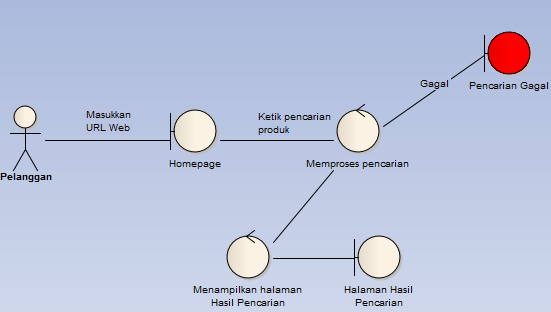 Gagal
Pencarian Gagal
Masukkan
URL Web
Ketik pencarian
produk
Pelanggan
Homepage
Memproses pencarian
Menampilkan halaman
Hasil Pencarian
Halaman Hasil
Pencarian